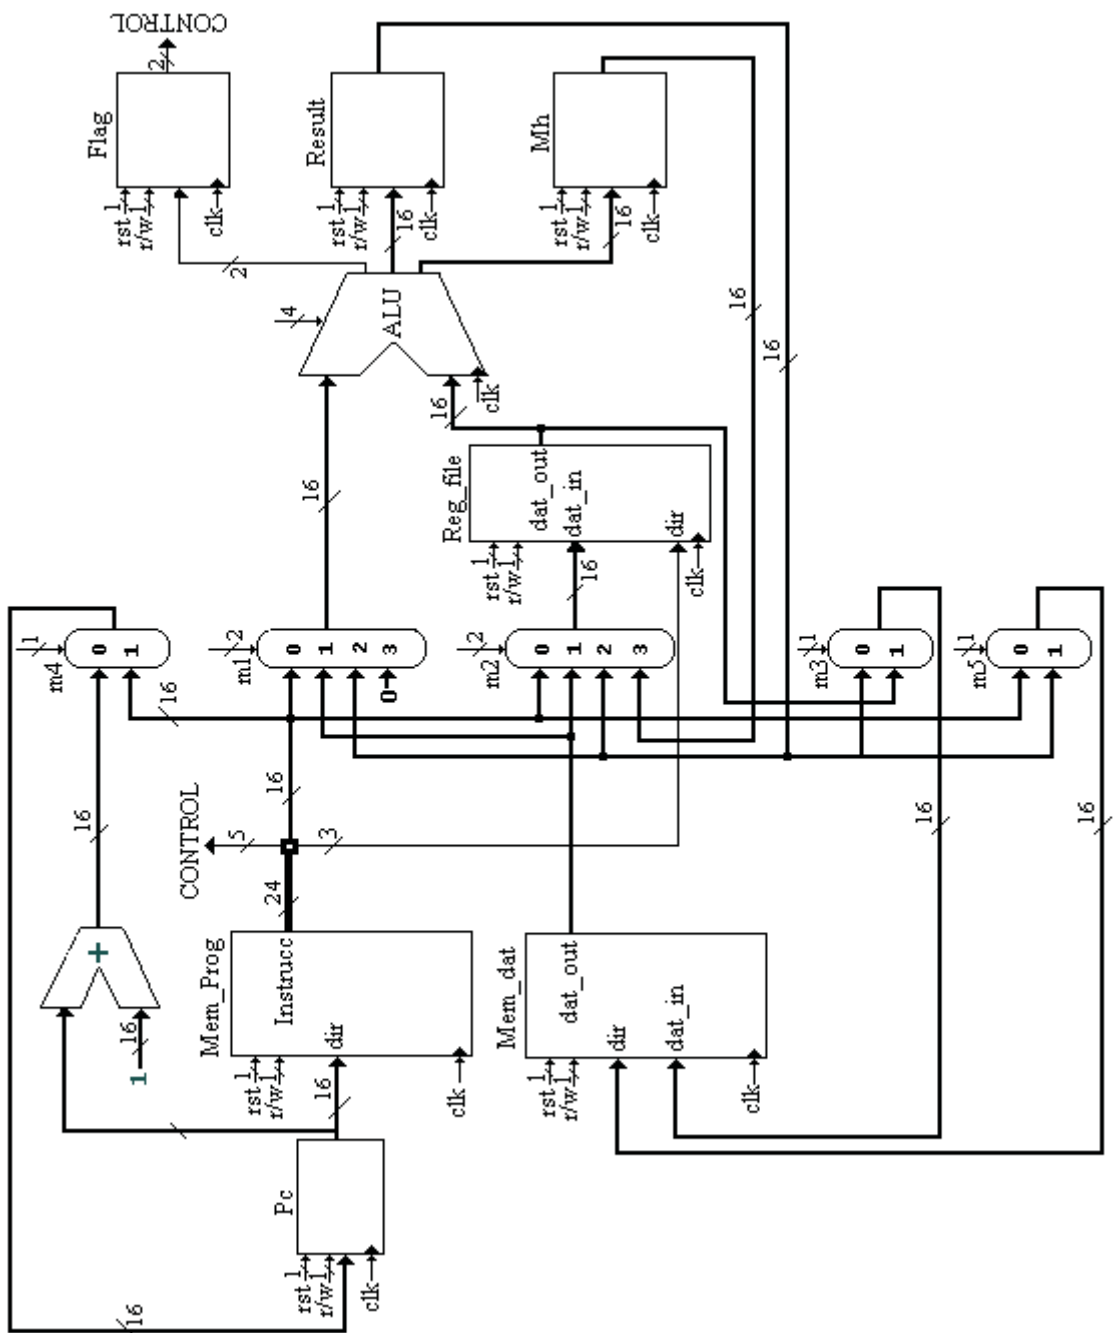 CONTROL
2
Flag
rst 1
r/w 1
clk
2
Result
rst 1
r/w 1
16
clk
Mh
rst 1
r/w 1
16
clk
4
ALU
clk
16
16
16
16
Reg_file
dat_out
dat_in
dir
rst 1
r/w 1
16
clk
1
m4
0
1
16
2
m1
0
1
2
3
0
2
m2
0
1
2
3
1
m3
0
1
1
m5
0
1
16
CONTROL
5
16
3
24
16
16
+
16
1
Mem_Prog
Instrucc
dir
rst 1
r/w 1
16
clk
Mem_dat
dat_out
dir
dat_in
rst 1
r/w 1
clk
Pc
rst 1
r/w 1
clk
16